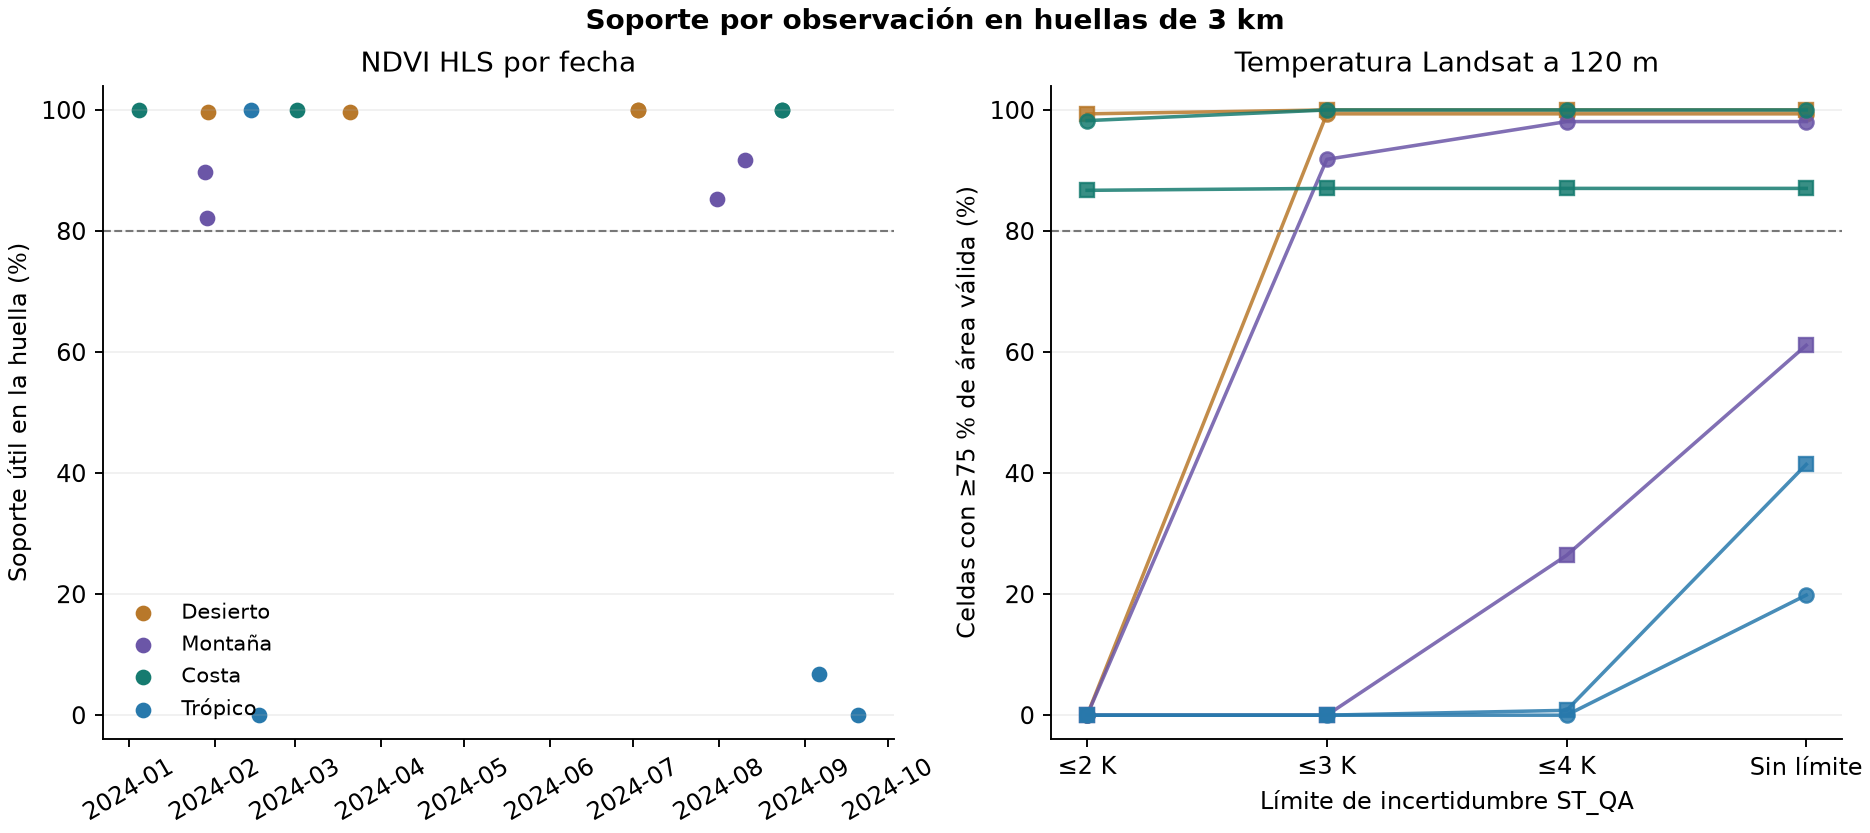 Soporte por observación en huellas de 3 km
NDVI HLS por fecha
Soporte útil en la huella (%)
100
80
60
40
20
0
Desierto
Montaña
Costa
Trópico
2024-01
2024-02
2024-03
2024-04
2024-05
2024-06
2024-07
2024-08
2024-09
2024-10
Temperatura Landsat a 120 m
Celdas con ≥75 % de área válida (%)
100
80
60
40
20
0
≤2 K
≤3 K
≤4 K
Sin límite
Límite de incertidumbre ST_QA